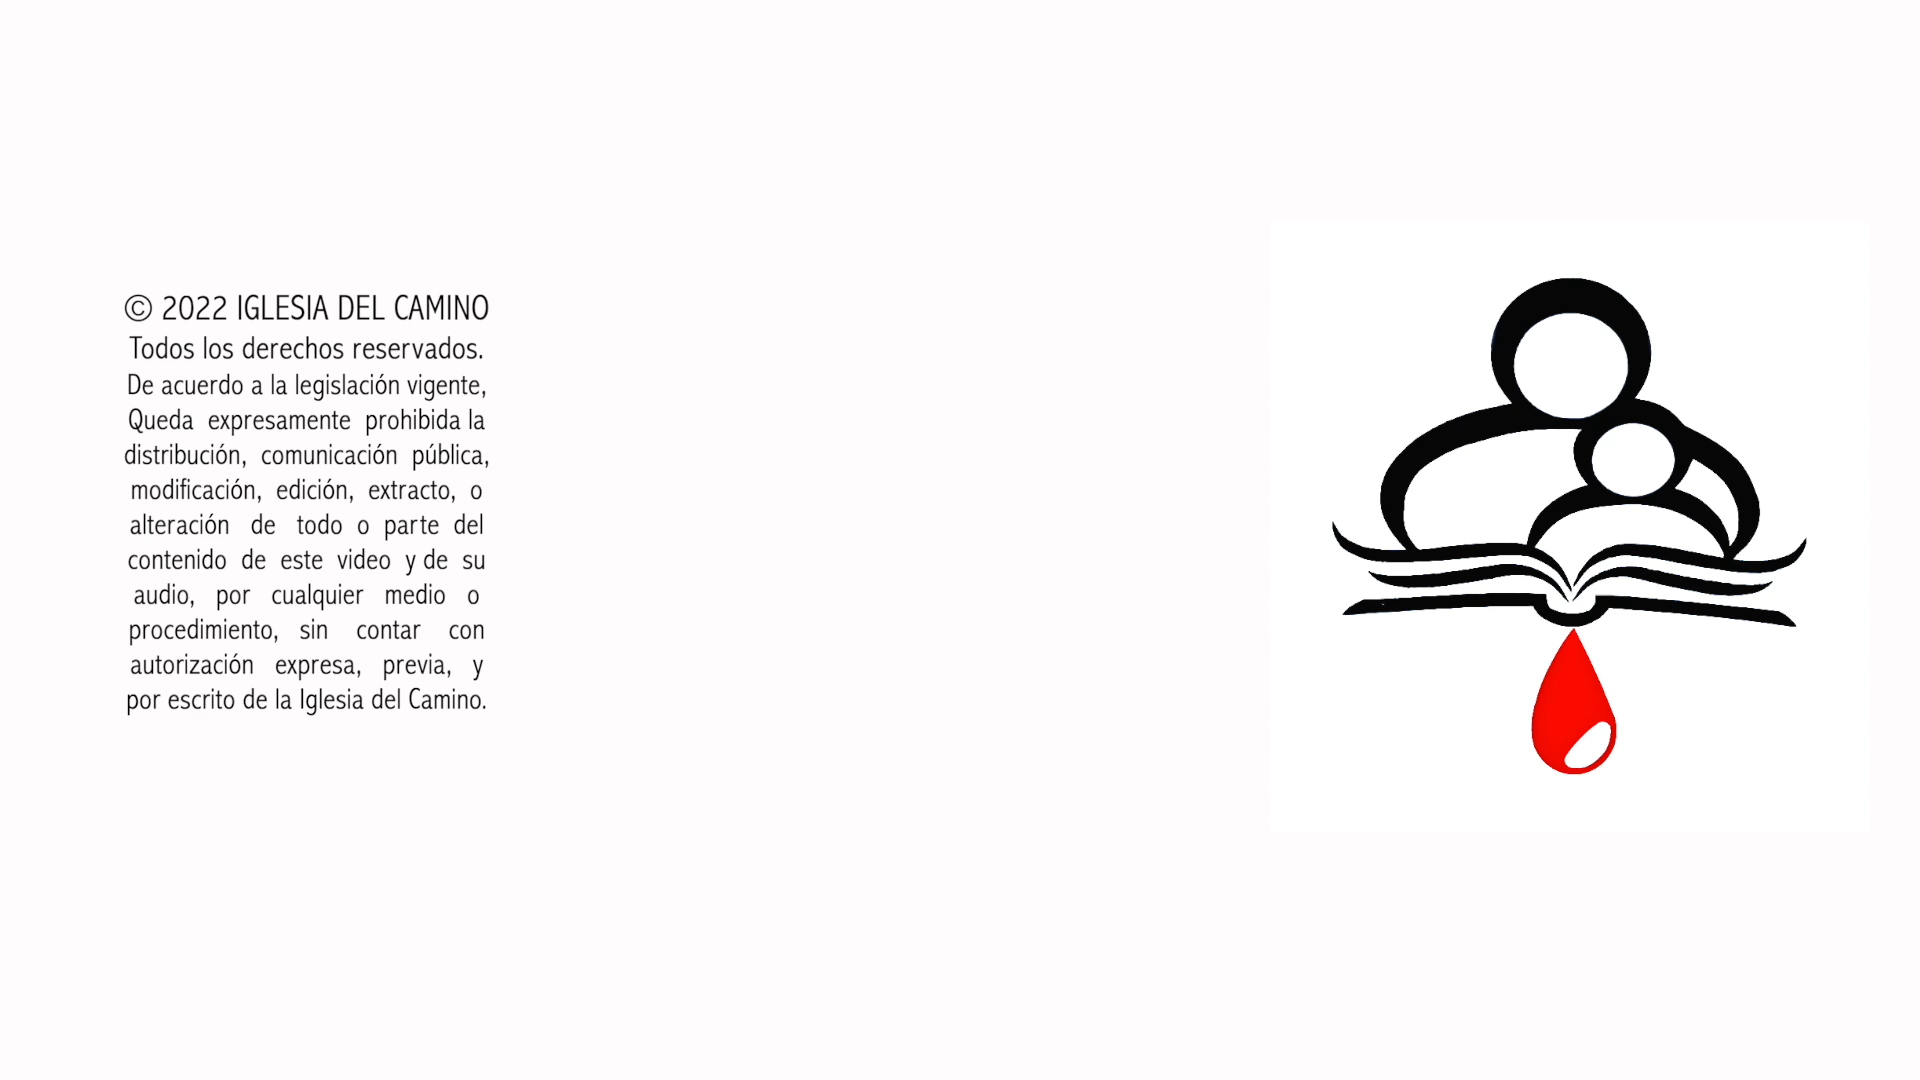 © 2022 IGLESIA DEL CAMINO
Todos los derechos reservados.
De acuerdo a la legislación vigente,
Queda expresamente prohibida la
distribución, comunicación pública,
modificación, edición, extracto, o
alteración de todo o parte del
contenido de este video y de su
audio, por cualquier medio o
procedimiento, sin contar con
autorización expresa, previa, y
por escrito de la Iglesia del Camino.